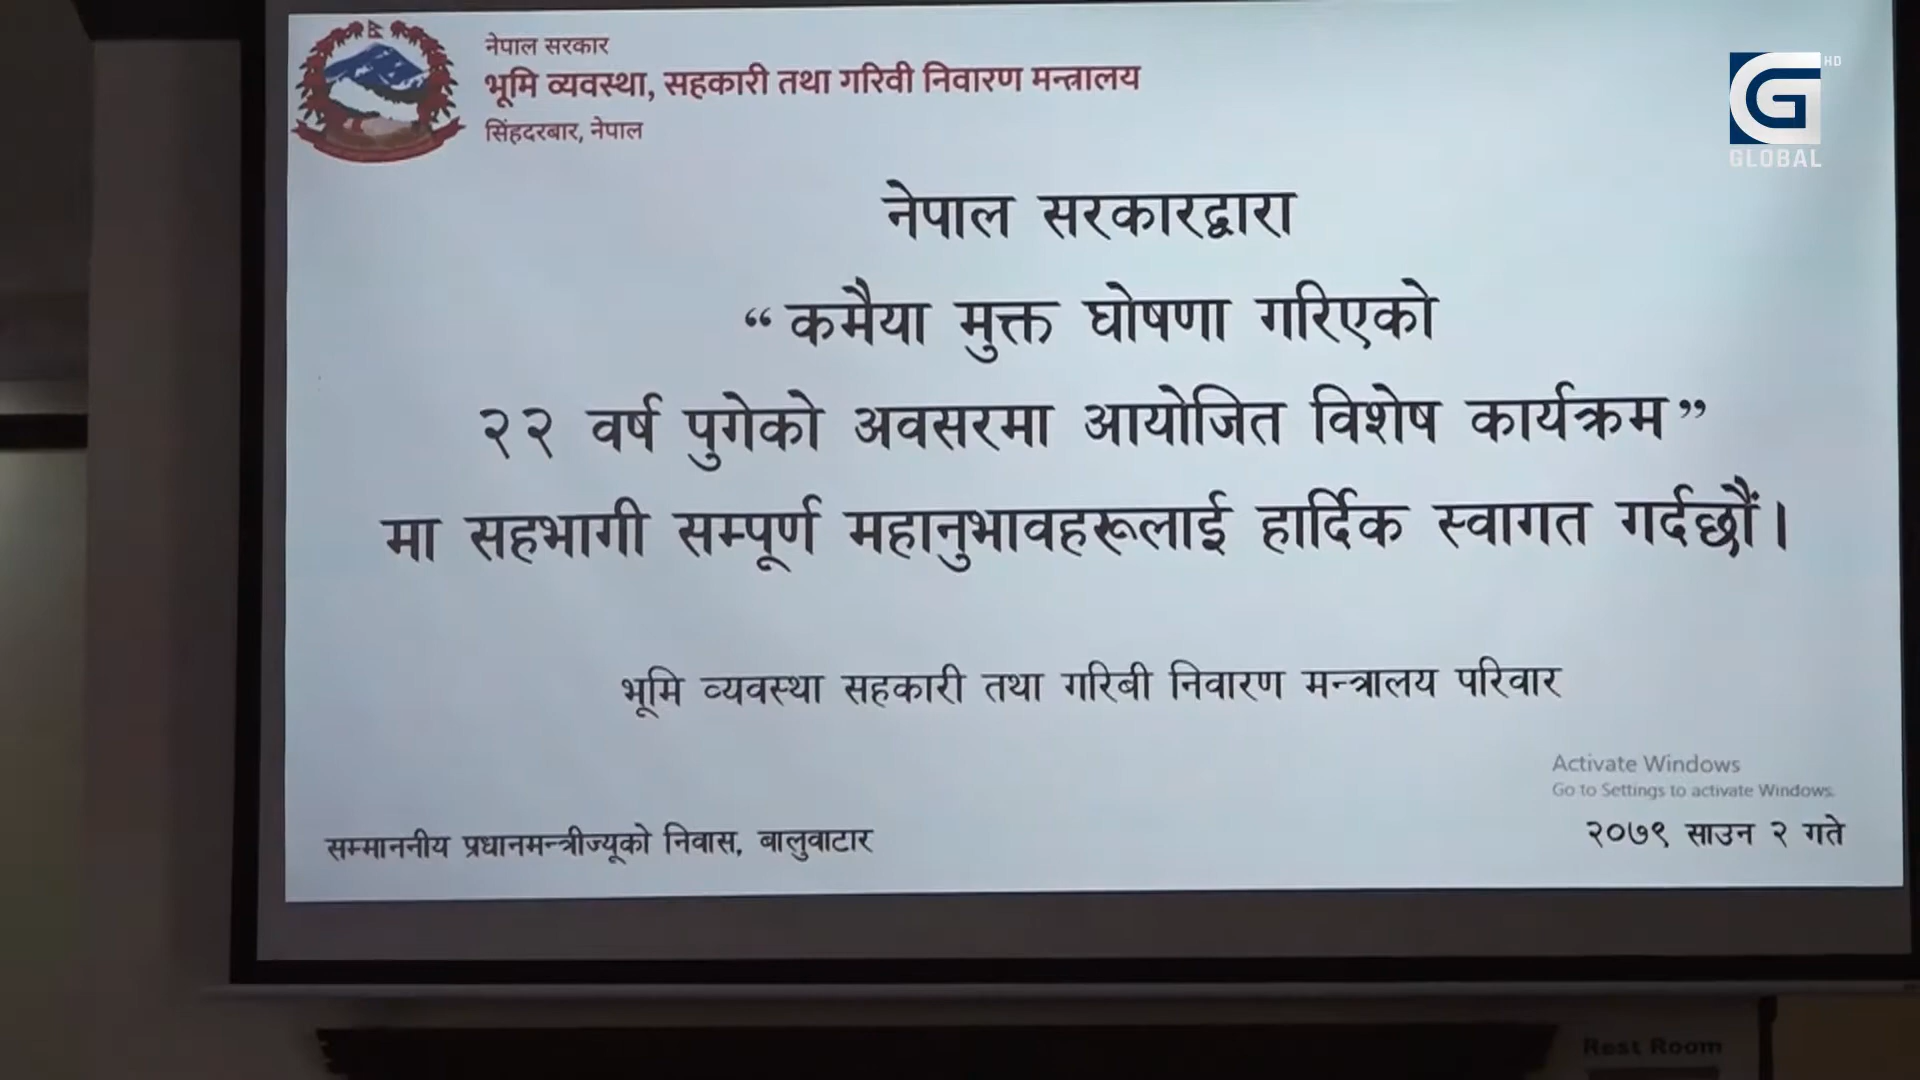 नेपाल सरकार
भूमि व्यवस्था, सहकारी तथा गरिवी निवारण मन्त्रालय
सिंहदरबार, नेपाल
G HD
GLOBAL
नेपाल सरकारद्वारा
“कमैया मुक्त घोषणा गरिएको
२२ वर्ष पुगेको अवसरमा आयोजित विशेष कार्यक्रम”
मा सहभागी सम्पूर्ण महानुभावहरूलाई हार्दिक स्वागत गर्दछौं।
भूमि व्यवस्था सहकारी तथा गरिबी निवारण मन्त्रालय परिवार
Activate Windows
Go to Settings to activate Windows.
सम्माननीय प्रधानमन्त्रीज्यूको निवास, बालुवाटार
२०७९ साउन २ गते
Rest Room